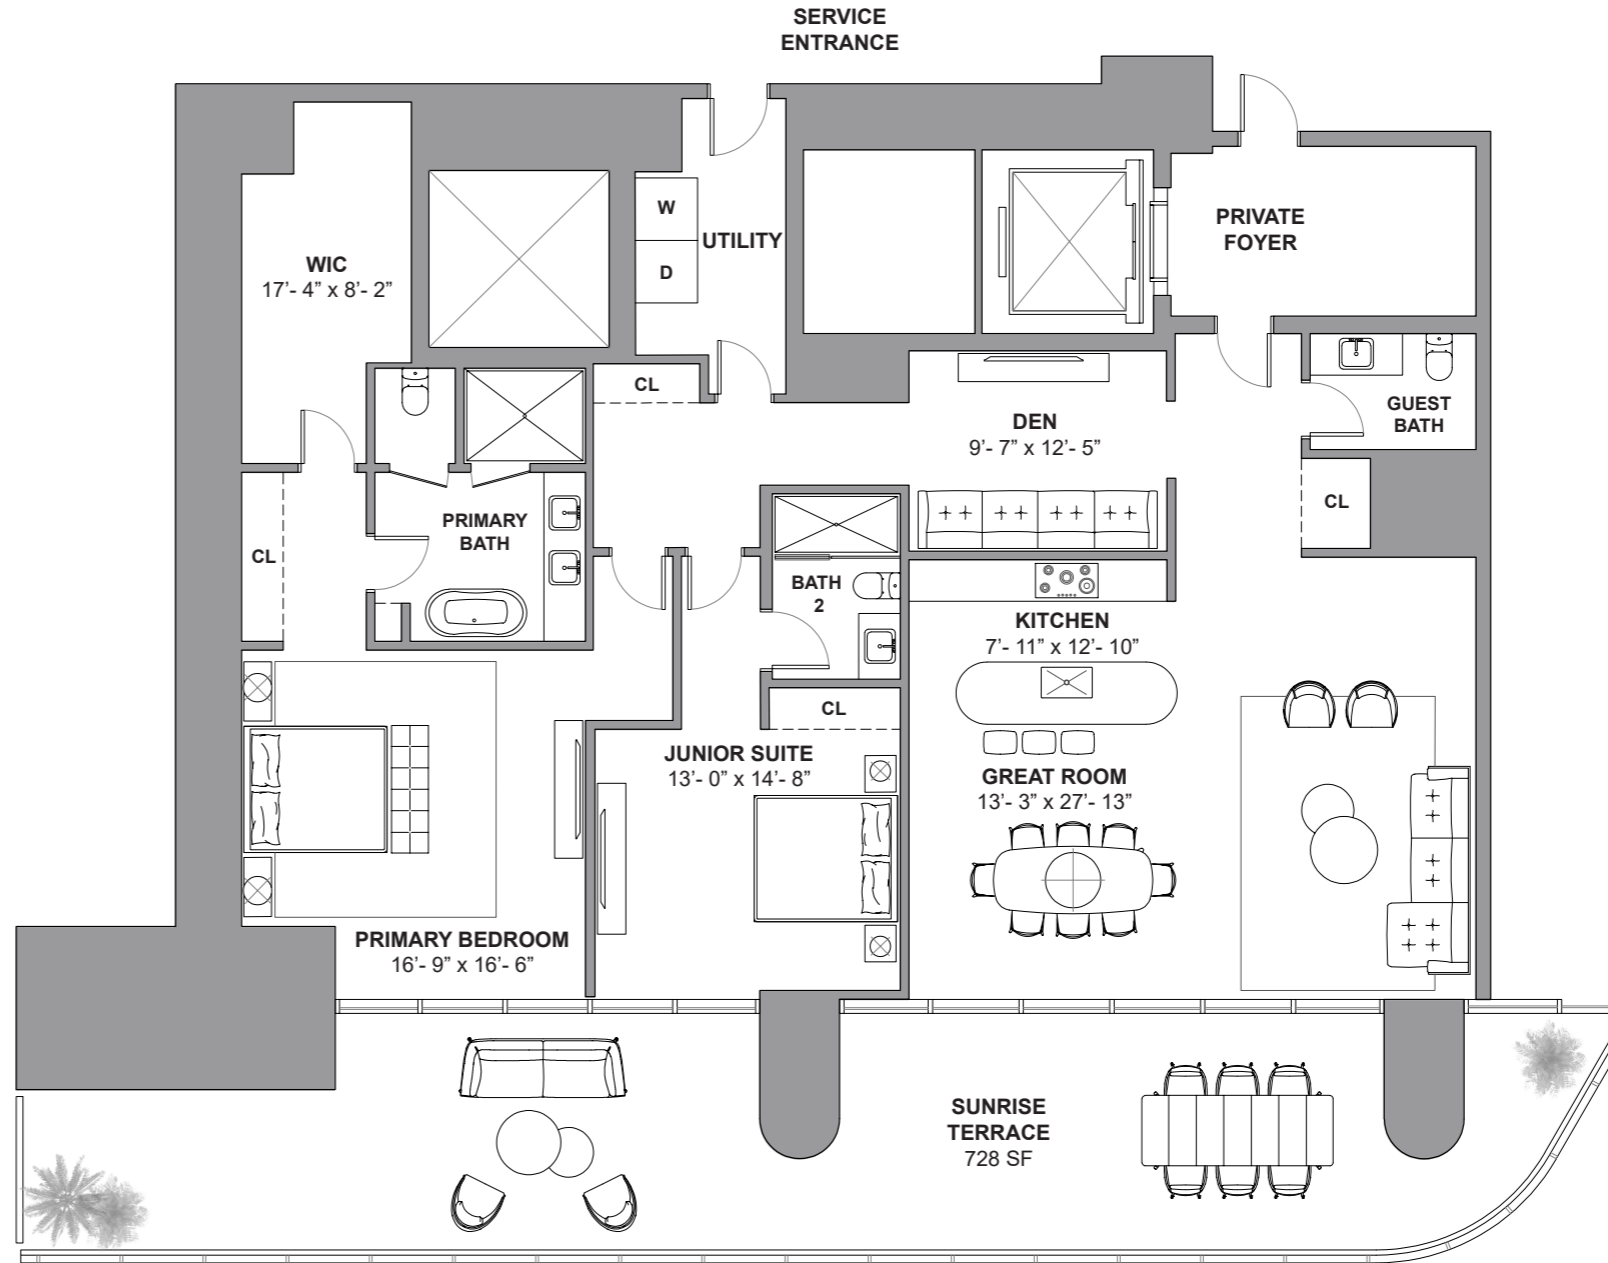 SERVICE
ENTRANCE
W
D
UTILITY
PRIVATE
FOYER
WIC
17’- 4” x 8’- 2”
CL
DEN
9’- 7” x 12’- 5”
GUEST
BATH
CL
PRIMARY
BATH
CL
BATH
2
KITCHEN
7’- 11” x 12’- 10”
CL
JUNIOR SUITE
13’- 0” x 14’- 8”
GREAT ROOM
13’- 3” x 27’- 13”
PRIMARY BEDROOM
16’- 9” x 16’- 6”
SUNRISE
TERRACE
728 SF